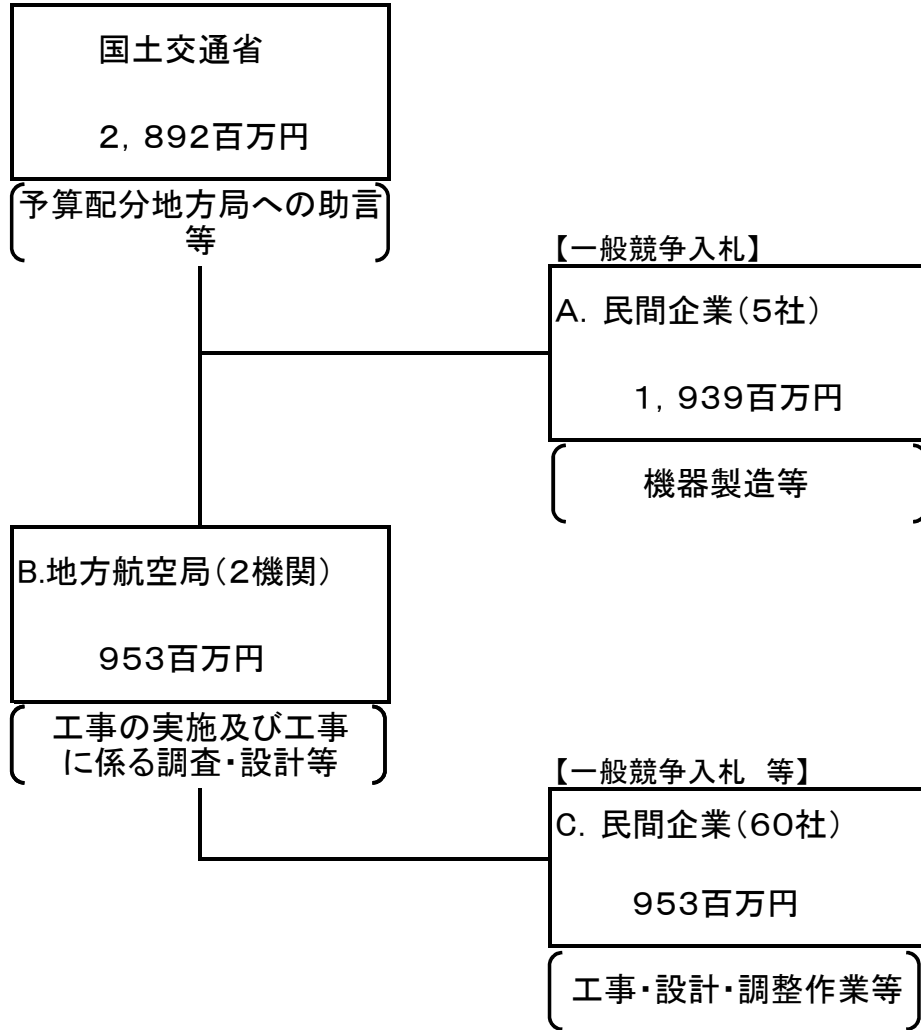 国土交通省
２，８９２百万円
予算配分地方局への助言
等
【一般競争入札】
A．民間企業（５社）
１，９３９百万円
機器製造等
B.地方航空局（２機関）
９５３百万円
工事の実施及び工事
に係る調査・設計等
【一般競争入札　等】
C．民間企業（６０社）
９５３百万円
工事・設計・調整作業等